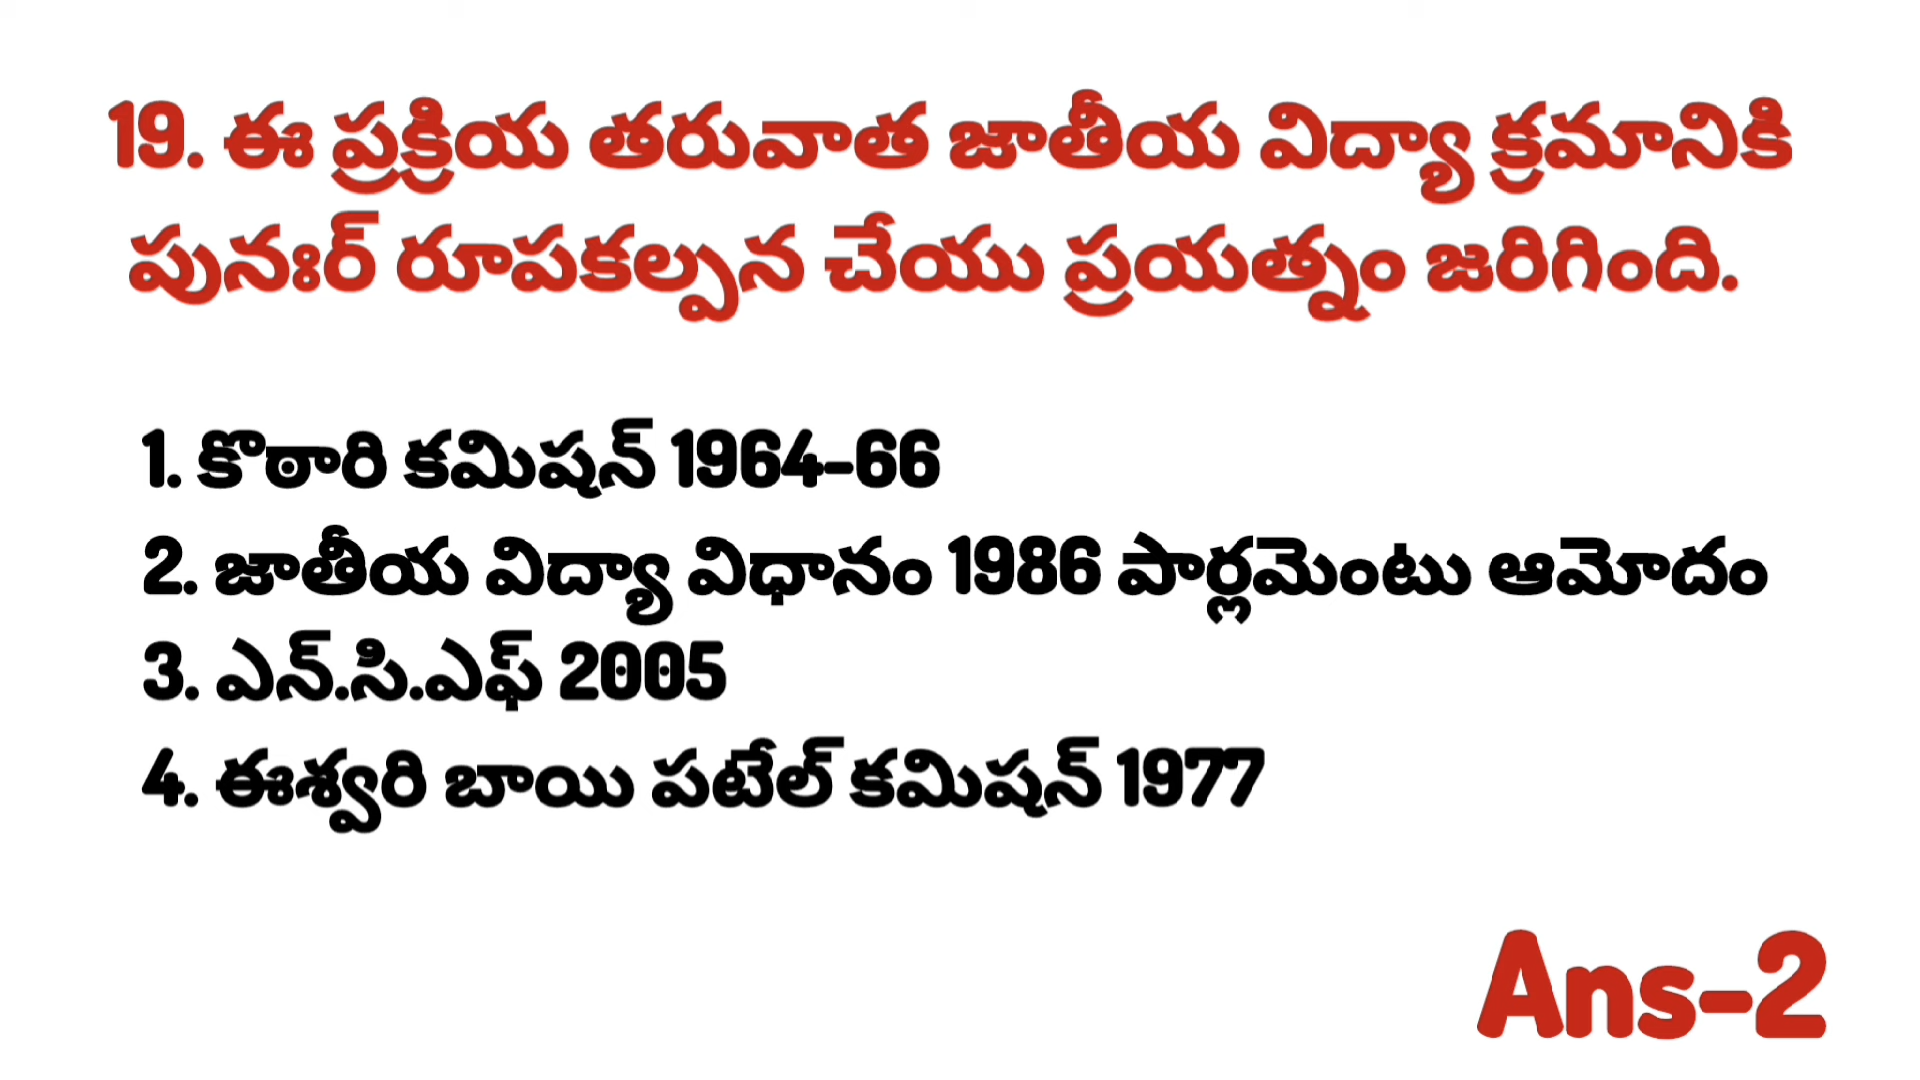 19. ఈ ప్రక్రియ తరువాత జాతీయ విద్యా క్రమానికి
పునఃర్ రూపకల్పన చేయు ప్రయత్నం జరిగింది.
1. కొఠారి కమిషన్ 1964-66
2. జాతీయ విద్యా విధానం 1986 పార్లమెంటు ఆమోదం
3. ఎన్.సి.ఎఫ్ 2005
4. ఈశ్వరి బాయి పటేల్ కమిషన్ 1977
Ans-2